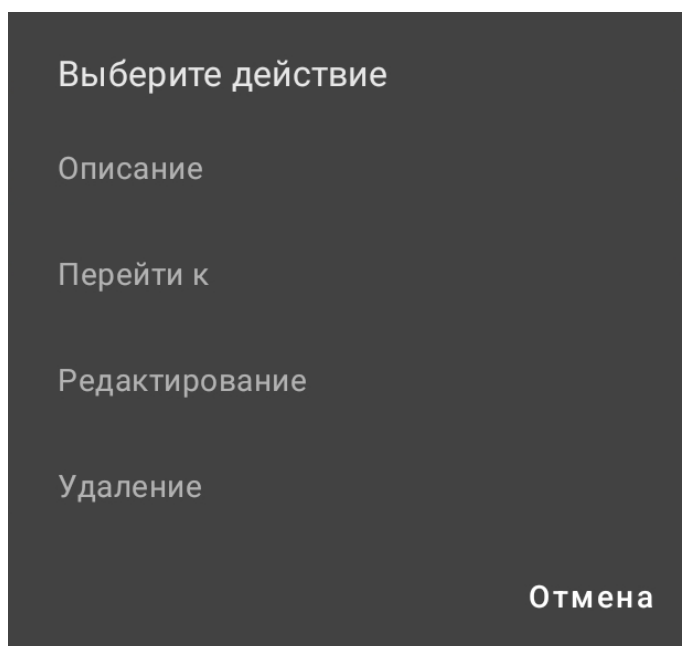 Выберите действие
Описание
Перейти к
Редактирование
Удаление
Отмена